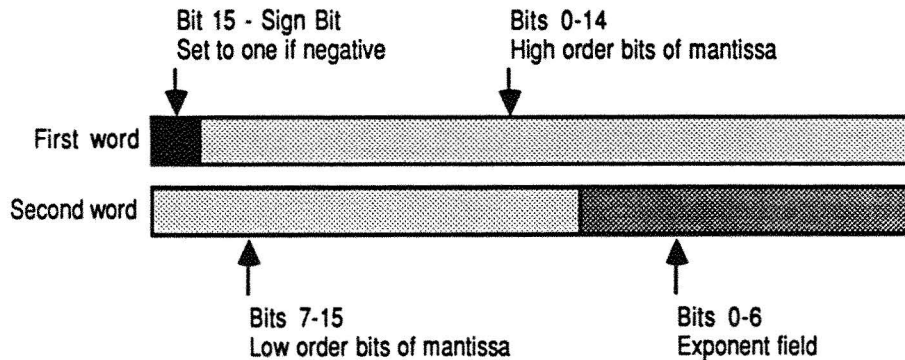 Bit 15 - Sign Bit
Set to one if negative
Bits 0-14
High order bits of mantissa
First word
Second word
Bits 7-15
Low order bits of mantissa
Bits 0-6
Exponent field